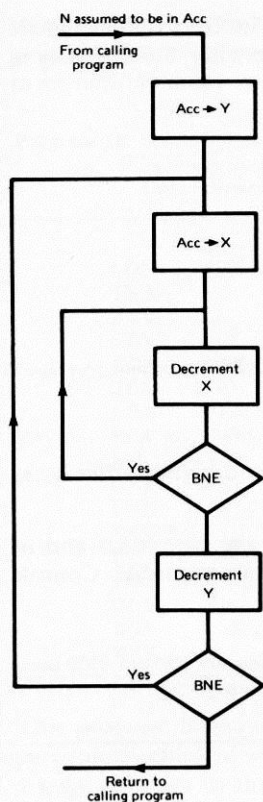 N assumed to be in Acc
From calling
program
Acc → Y
Acc → X
Decrement
X
Yes
BNE
Decrement
Y
Yes
BNE
Return to
calling program